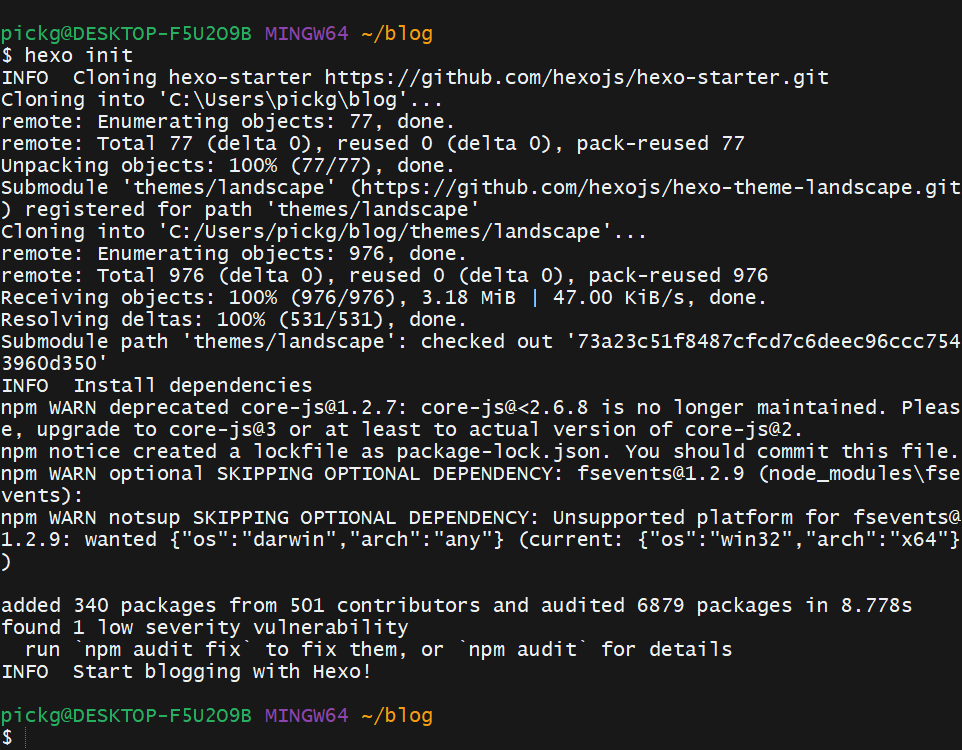 pickg@DESKTOP-F5U2O9B MINGW64 ~/blog
$ hexo init
INFO  Cloning hexo-starter https://github.com/hexojs/hexo-starter.git
Cloning into 'C:\Users\pickg\blog'...
remote: Enumerating objects: 77, done.
remote: Total 77 (delta 0), reused 0 (delta 0), pack-reused 77
Unpacking objects: 100% (77/77), done.
Submodule 'themes/landscape' (https://github.com/hexojs/hexo-theme-landscape.git
) registered for path 'themes/landscape'
Cloning into 'C:/Users/pickg/blog/themes/landscape'...
remote: Enumerating objects: 976, done.
remote: Total 976 (delta 0), reused 0 (delta 0), pack-reused 976
Receiving objects: 100% (976/976), 3.18 MiB | 47.00 KiB/s, done.
Resolving deltas: 100% (531/531), done.
Submodule path 'themes/landscape': checked out '73a23c51f8487cfcd7c6deec96ccc754
3960d350'
INFO  Install dependencies
npm WARN deprecated core-js@1.2.7: core-js@<2.6.8 is no longer maintained. Pleas
e, upgrade to core-js@3 or at least to actual version of core-js@2.
npm notice created a lockfile as package-lock.json. You should commit this file.
npm WARN optional SKIPPING OPTIONAL DEPENDENCY: fsevents@1.2.9 (node_modules\fse
vents):
npm WARN notsup SKIPPING OPTIONAL DEPENDENCY: Unsupported platform for fsevents@
1.2.9: wanted {"os":"darwin","arch":"any"} (current: {"os":"win32","arch":"x64"}
)
added 340 packages from 501 contributors and audited 6879 packages in 8.778s
found 1 low severity vulnerability
  run `npm audit fix` to fix them, or `npm audit` for details
INFO  Start blogging with Hexo!
pickg@DESKTOP-F5U2O9B MINGW64 ~/blog
$